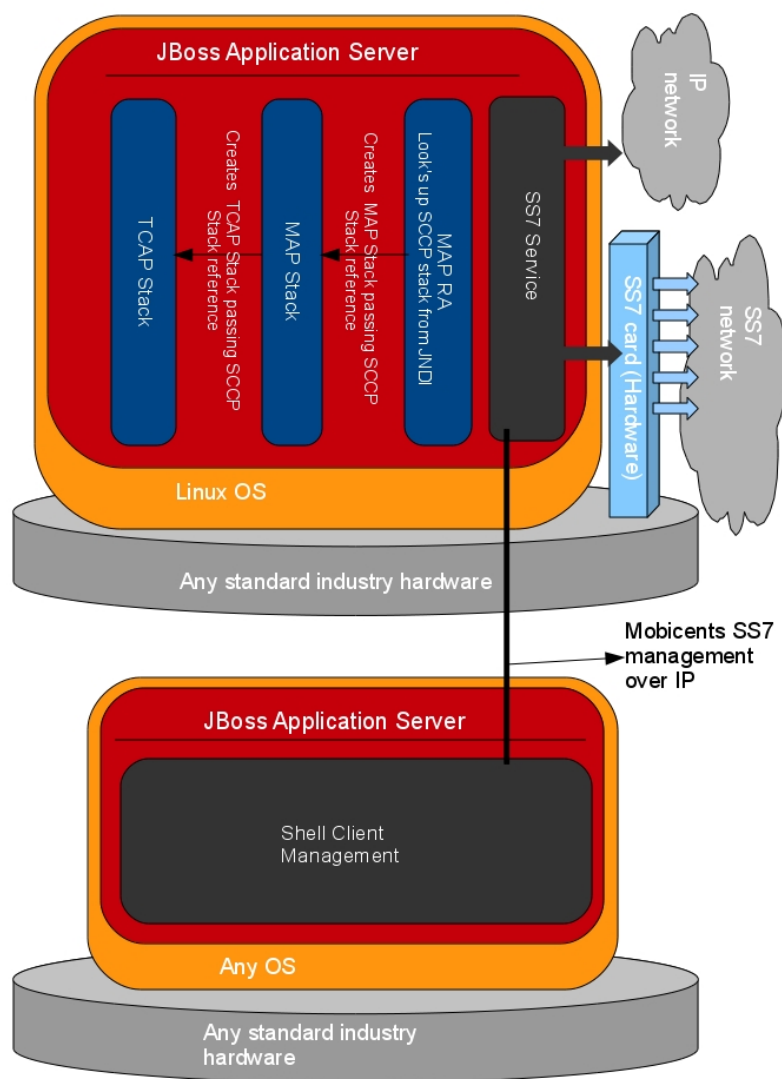 JBoss Application Server
IP
network
TCAP Stack
Creates TCAP Stack passing SCCP
Stack reference
MAP Stack
Creates MAP Stack passing SCCP
Stack reference
MAP RA
Look's up SCCP stack from JNDI
SS7 Service
SS7 card (Hardware)
SS7
network
Linux OS
Any standard industry hardware
Mobicents SS7
management
over IP
JBoss Application Server
Shell Client
Management
Any OS
Any standard industry
hardware